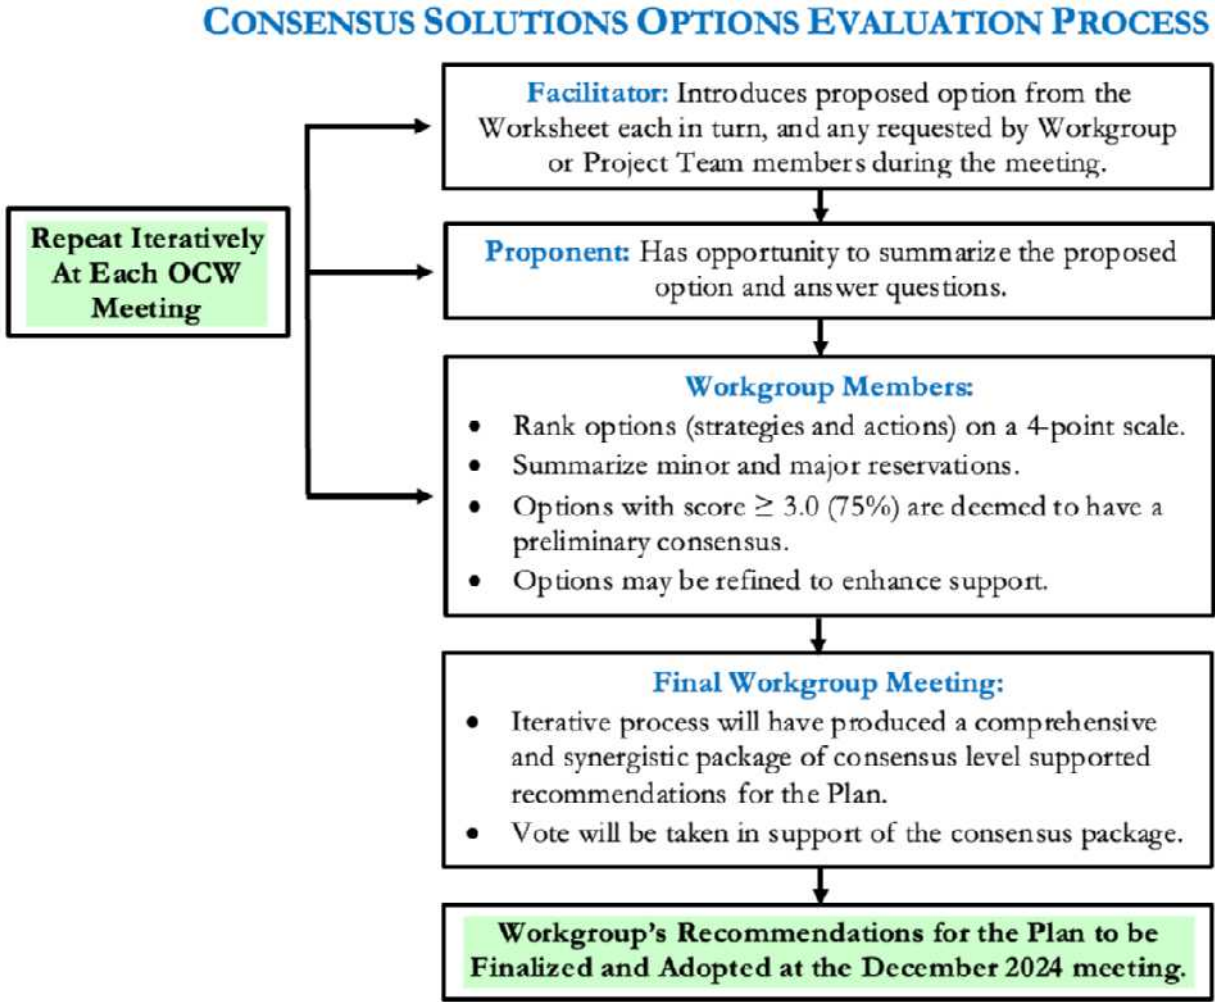 CONSENSUS SOLUTIONS OPTIONS EVALUATION PROCESS
Facilitator: Introduces proposed option from the
Worksheet each in turn, and any requested by Workgroup
or Project Team members during the meeting.
Repeat Iteratively
At Each OCW
Meeting
Proponent: Has opportunity to summarize the proposed
option and answer questions.
Workgroup Members:
• Rank options (strategies and actions) on a 4-point scale.
• Summarize minor and major reservations.
• Options with score ≥ 3.0 (75%) are deemed to have a
preliminary consensus.
• Options may be refined to enhance support.
Final Workgroup Meeting:
• Iterative process will have produced a comprehensive
and synergistic package of consensus level supported
recommendations for the Plan.
• Vote will be taken in support of the consensus package.
Workgroup's Recommendations for the Plan to be
Finalized and Adopted at the December 2024 meeting.